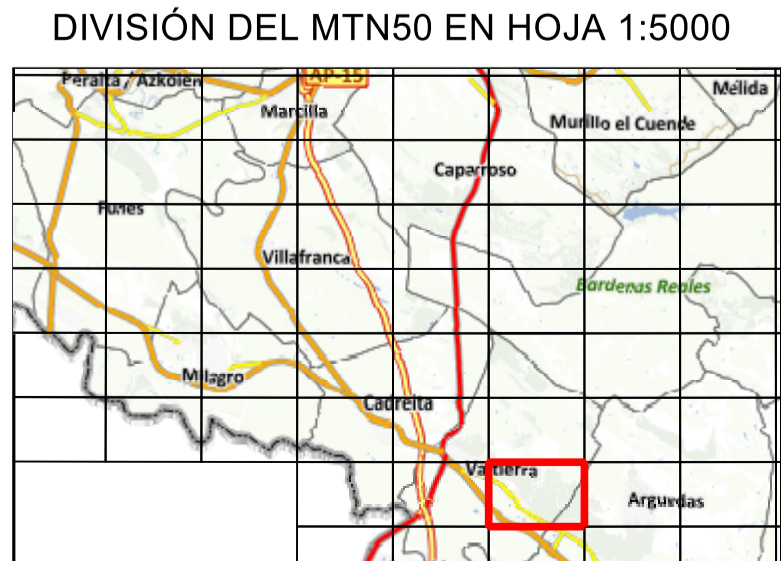 DIVISIÓN DEL MTN50 EN HOJA 1:5000
Peralta / Azkoien
AP-15
Mélida
Marcilla
Murillo el Cuende
Caparroso
Funes
Villafranca
Bardenas Reales
Milagro
Cadreita
Valtierra
Arguedas